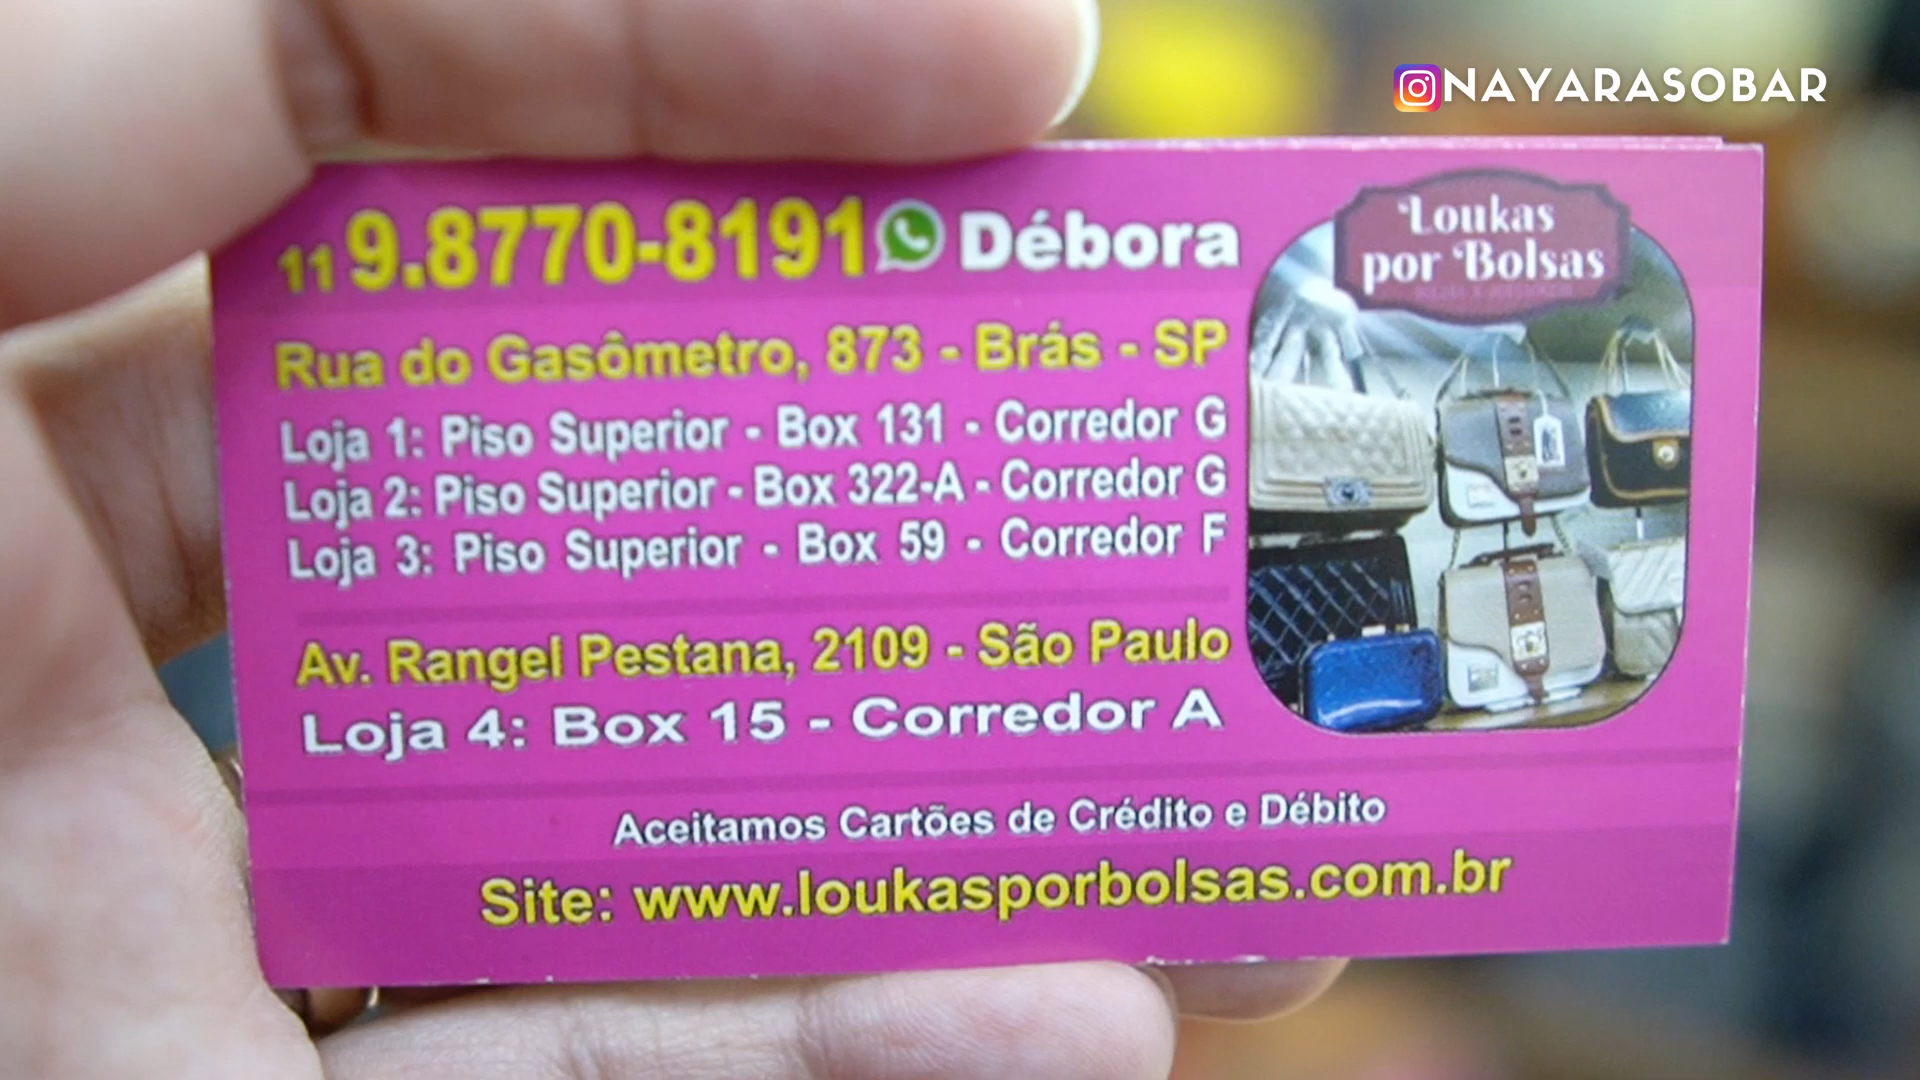 NAYARASOBAR
11 9.8770-8191 Débora
Loukas
por Bolsas
Rua do Gasômetro, 873 - Brás - SP
Loja 1: Piso Superior - Box 131 - Corredor G
Loja 2: Piso Superior - Box 322-A - Corredor G
Loja 3: Piso Superior - Box 59 - Corredor F
Av. Rangel Pestana, 2109 - São Paulo
Loja 4: Box 15 - Corredor A
Aceitamos Cartões de Crédito e Débito
Site: www.loukasporbolsas.com.br